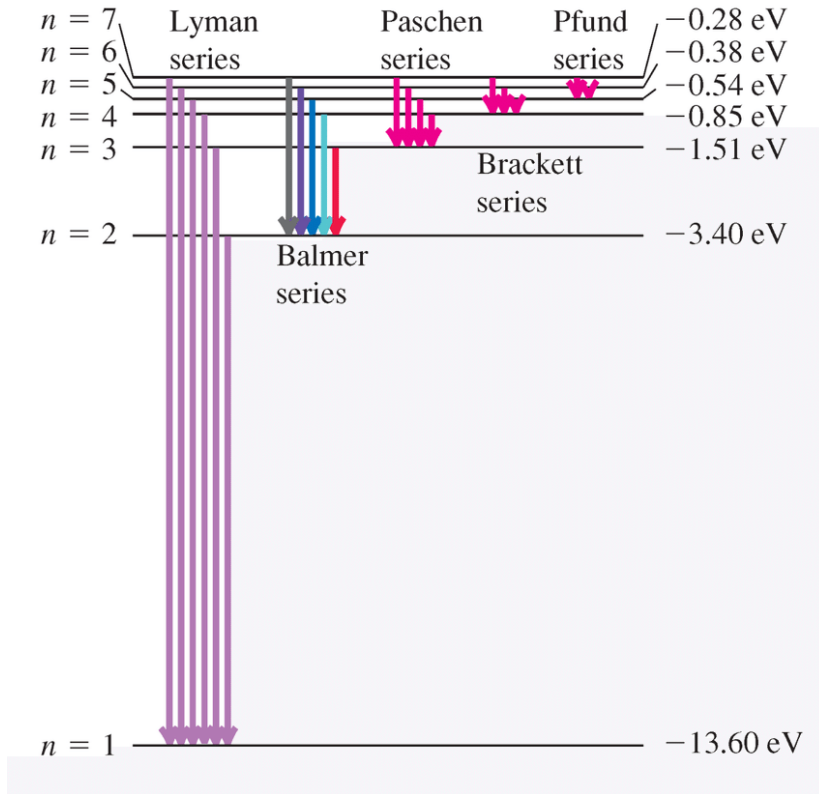 n = 7 Lyman Paschen Pfund −0.28 eV
n = 6 series series series −0.38 eV
n = 5 −0.54 eV
n = 4 −0.85 eV
n = 3 −1.51 eV
Brackett
series
n = 2 −3.40 eV
Balmer
series
n = 1 −13.60 eV